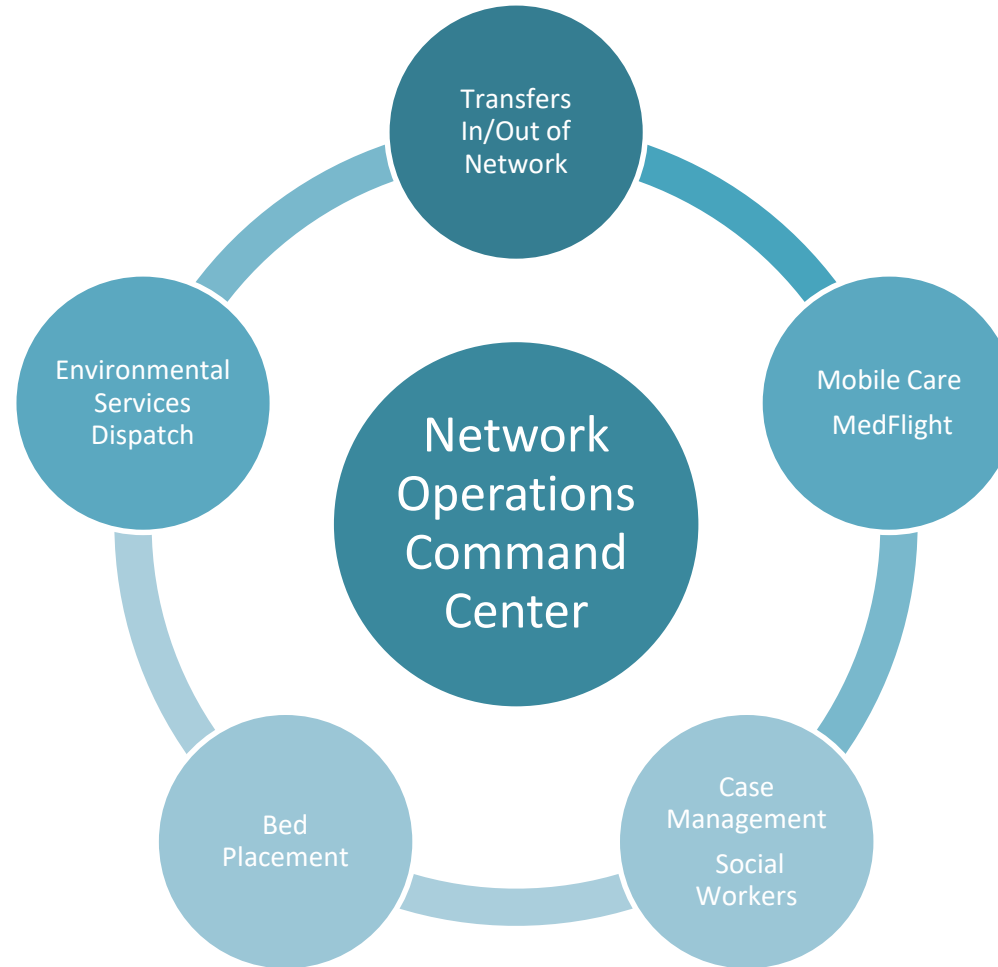 Transfers
In/Out of
Network
Mobile Care
MedFlight
Case
Management
Social
Workers
Bed
Placement
Environmental
Services
Dispatch
Network
Operations
Command
Center